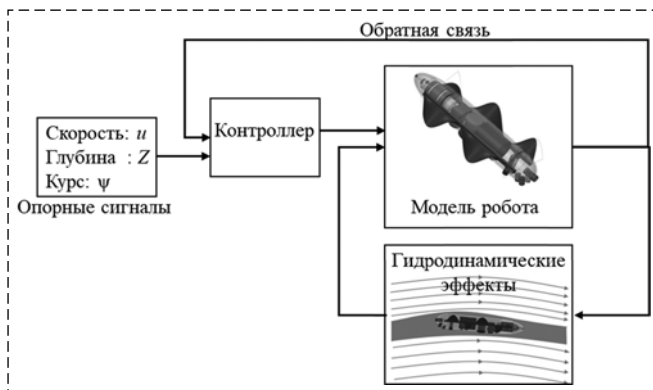 Обратная связь
Скорость: u
Глубина : Z
Курс: ψ
Опорные сигналы
Контроллер
Модель робота
Гидродинамические
эффекты